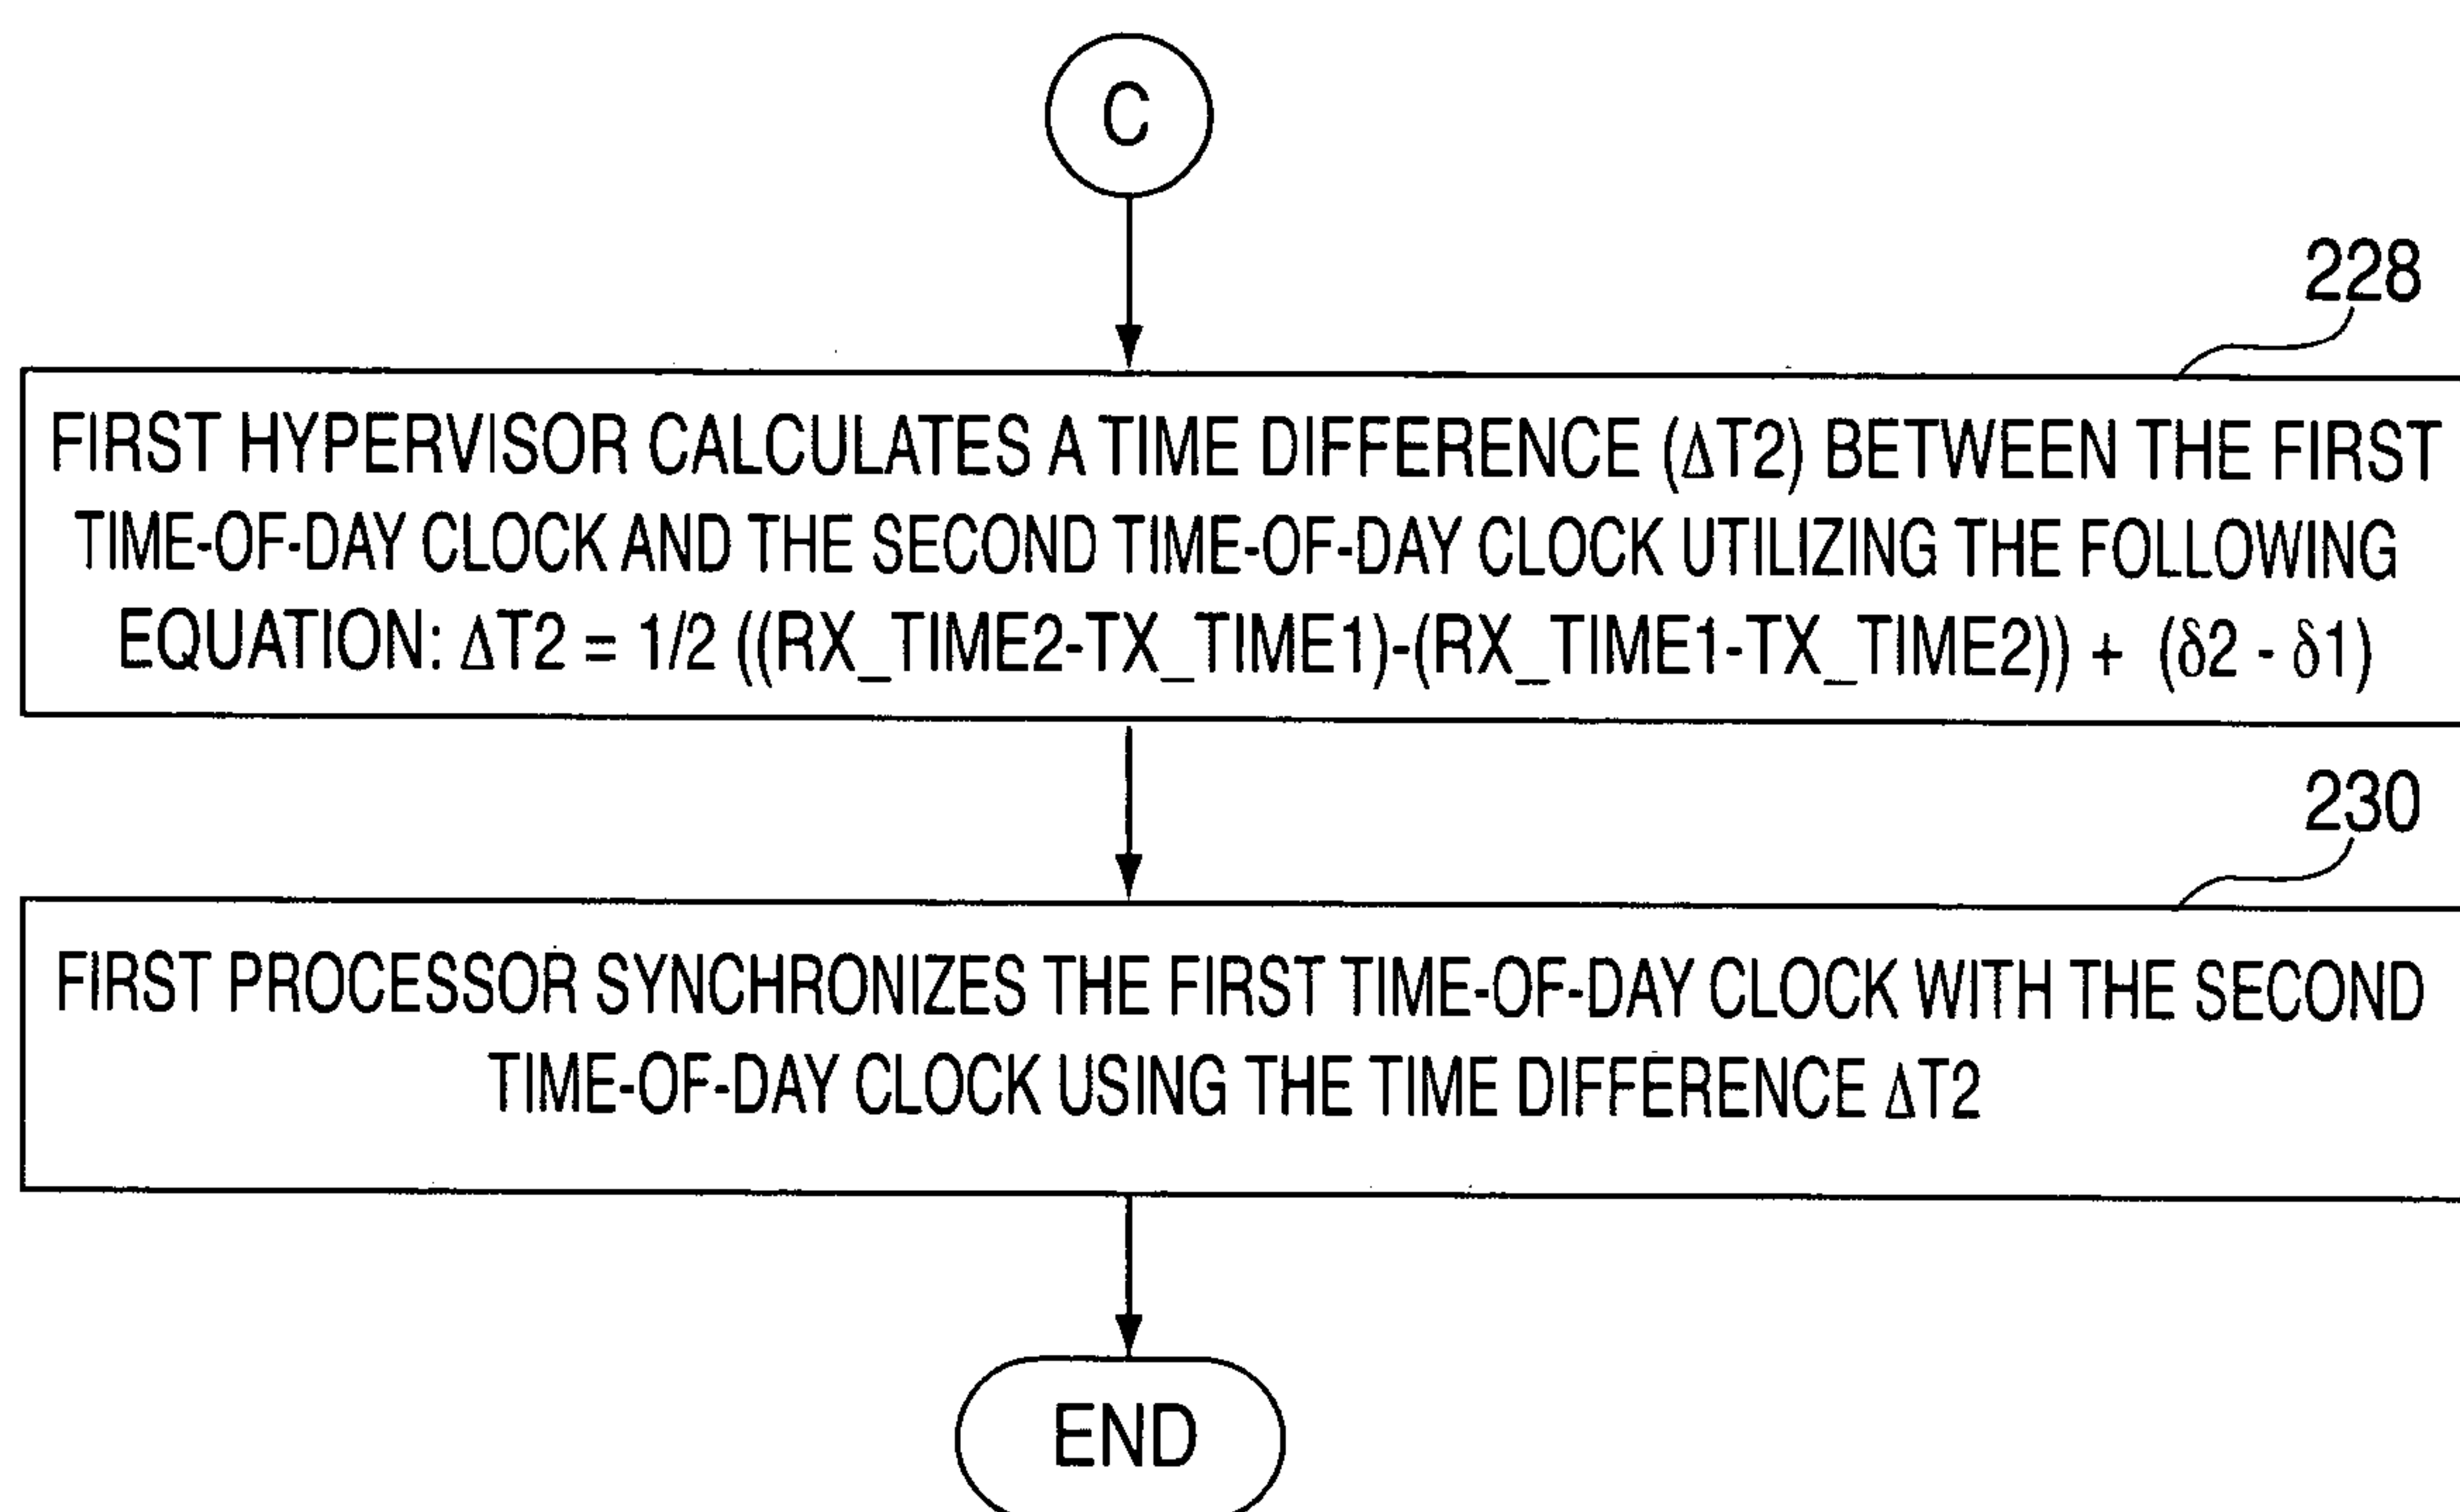 C
228
FIRST HYPERVISOR CALCULATES A TIME DIFFERENCE (ΔT2) BETWEEN THE FIRST
TIME-OF-DAY CLOCK AND THE SECOND TIME-OF-DAY CLOCK UTILIZING THE FOLLOWING
EQUATION: ΔT2 = 1/2 ((RX_TIME2-TX_TIME1)-(RX_TIME1-TX_TIME2)) + (δ2 - δ1)
230
FIRST PROCESSOR SYNCHRONIZES THE FIRST TIME-OF-DAY CLOCK WITH THE SECOND
TIME-OF-DAY CLOCK USING THE TIME DIFFERENCE ΔT2
END